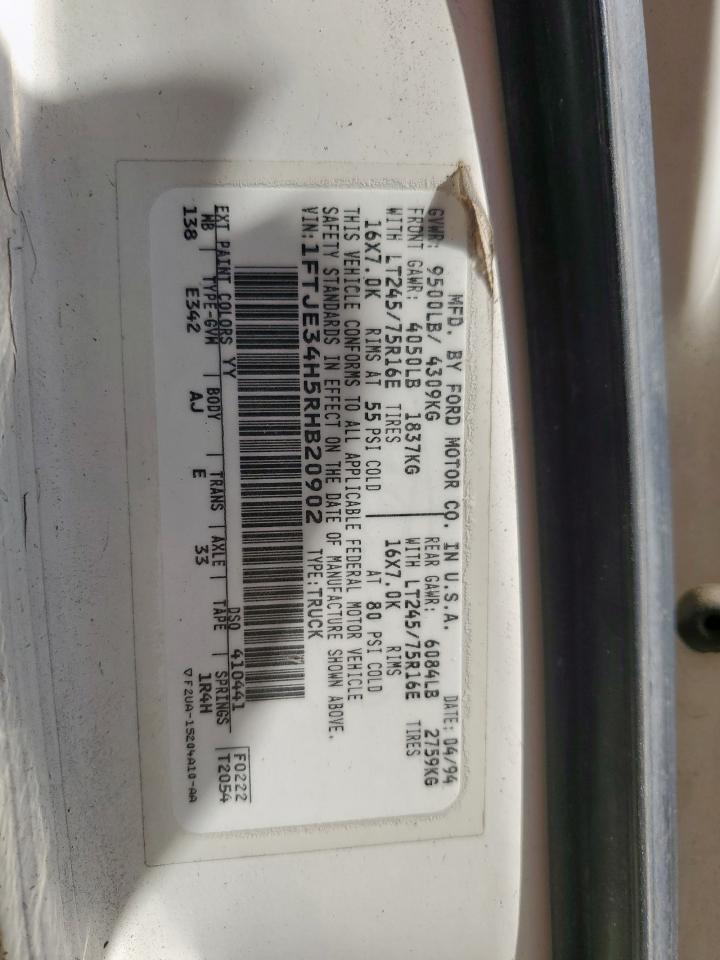 MFD. BY FORD MOTOR CO. IN U.S.A.
DATE: 04/94
GVWR: 9500LB/ 4309KG
FRONT GAWR: 4050LB 1837KG
WITH LT245/75R16E TIRES
16X7.0K RIMS AT 55 PSI COLD
REAR GAWR: 6084LB 2759KG
WITH LT245/75R16E TIRES
16X7.0K RIMS
AT 80 PSI COLD
THIS VEHICLE CONFORMS TO ALL APPLICABLE FEDERAL MOTOR VEHICLE
SAFETY STANDARDS IN EFFECT ON THE DATE OF MANUFACTURE SHOWN ABOVE.
VIN: 1FTJE34H5RHB20902 TYPE: TRUCK
F0222
T2054
EXT PAINT COLORS YY DSO 410441
WB | TYPE-GVW | BODY | TRANS | AXLE | TAPE | SPRINGS
138 E342 AJ E 33 1R4H
▽ F2UA-15204A10-AA